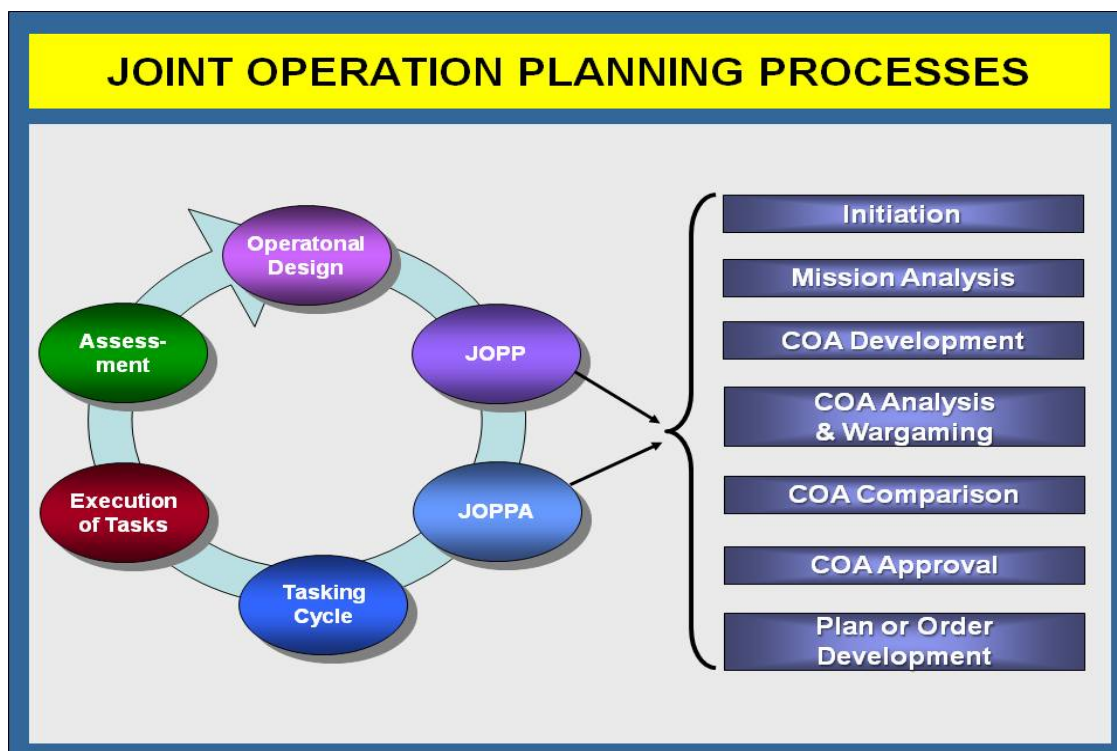 JOINT OPERATION PLANNING PROCESSES
Operatonal
Design
JOPP
JOPPA
Tasking
Cycle
Execution
of Tasks
Assess-
ment
Initiation
Mission Analysis
COA Development
COA Analysis
& Wargaming
COA Comparison
COA Approval
Plan or Order
Development